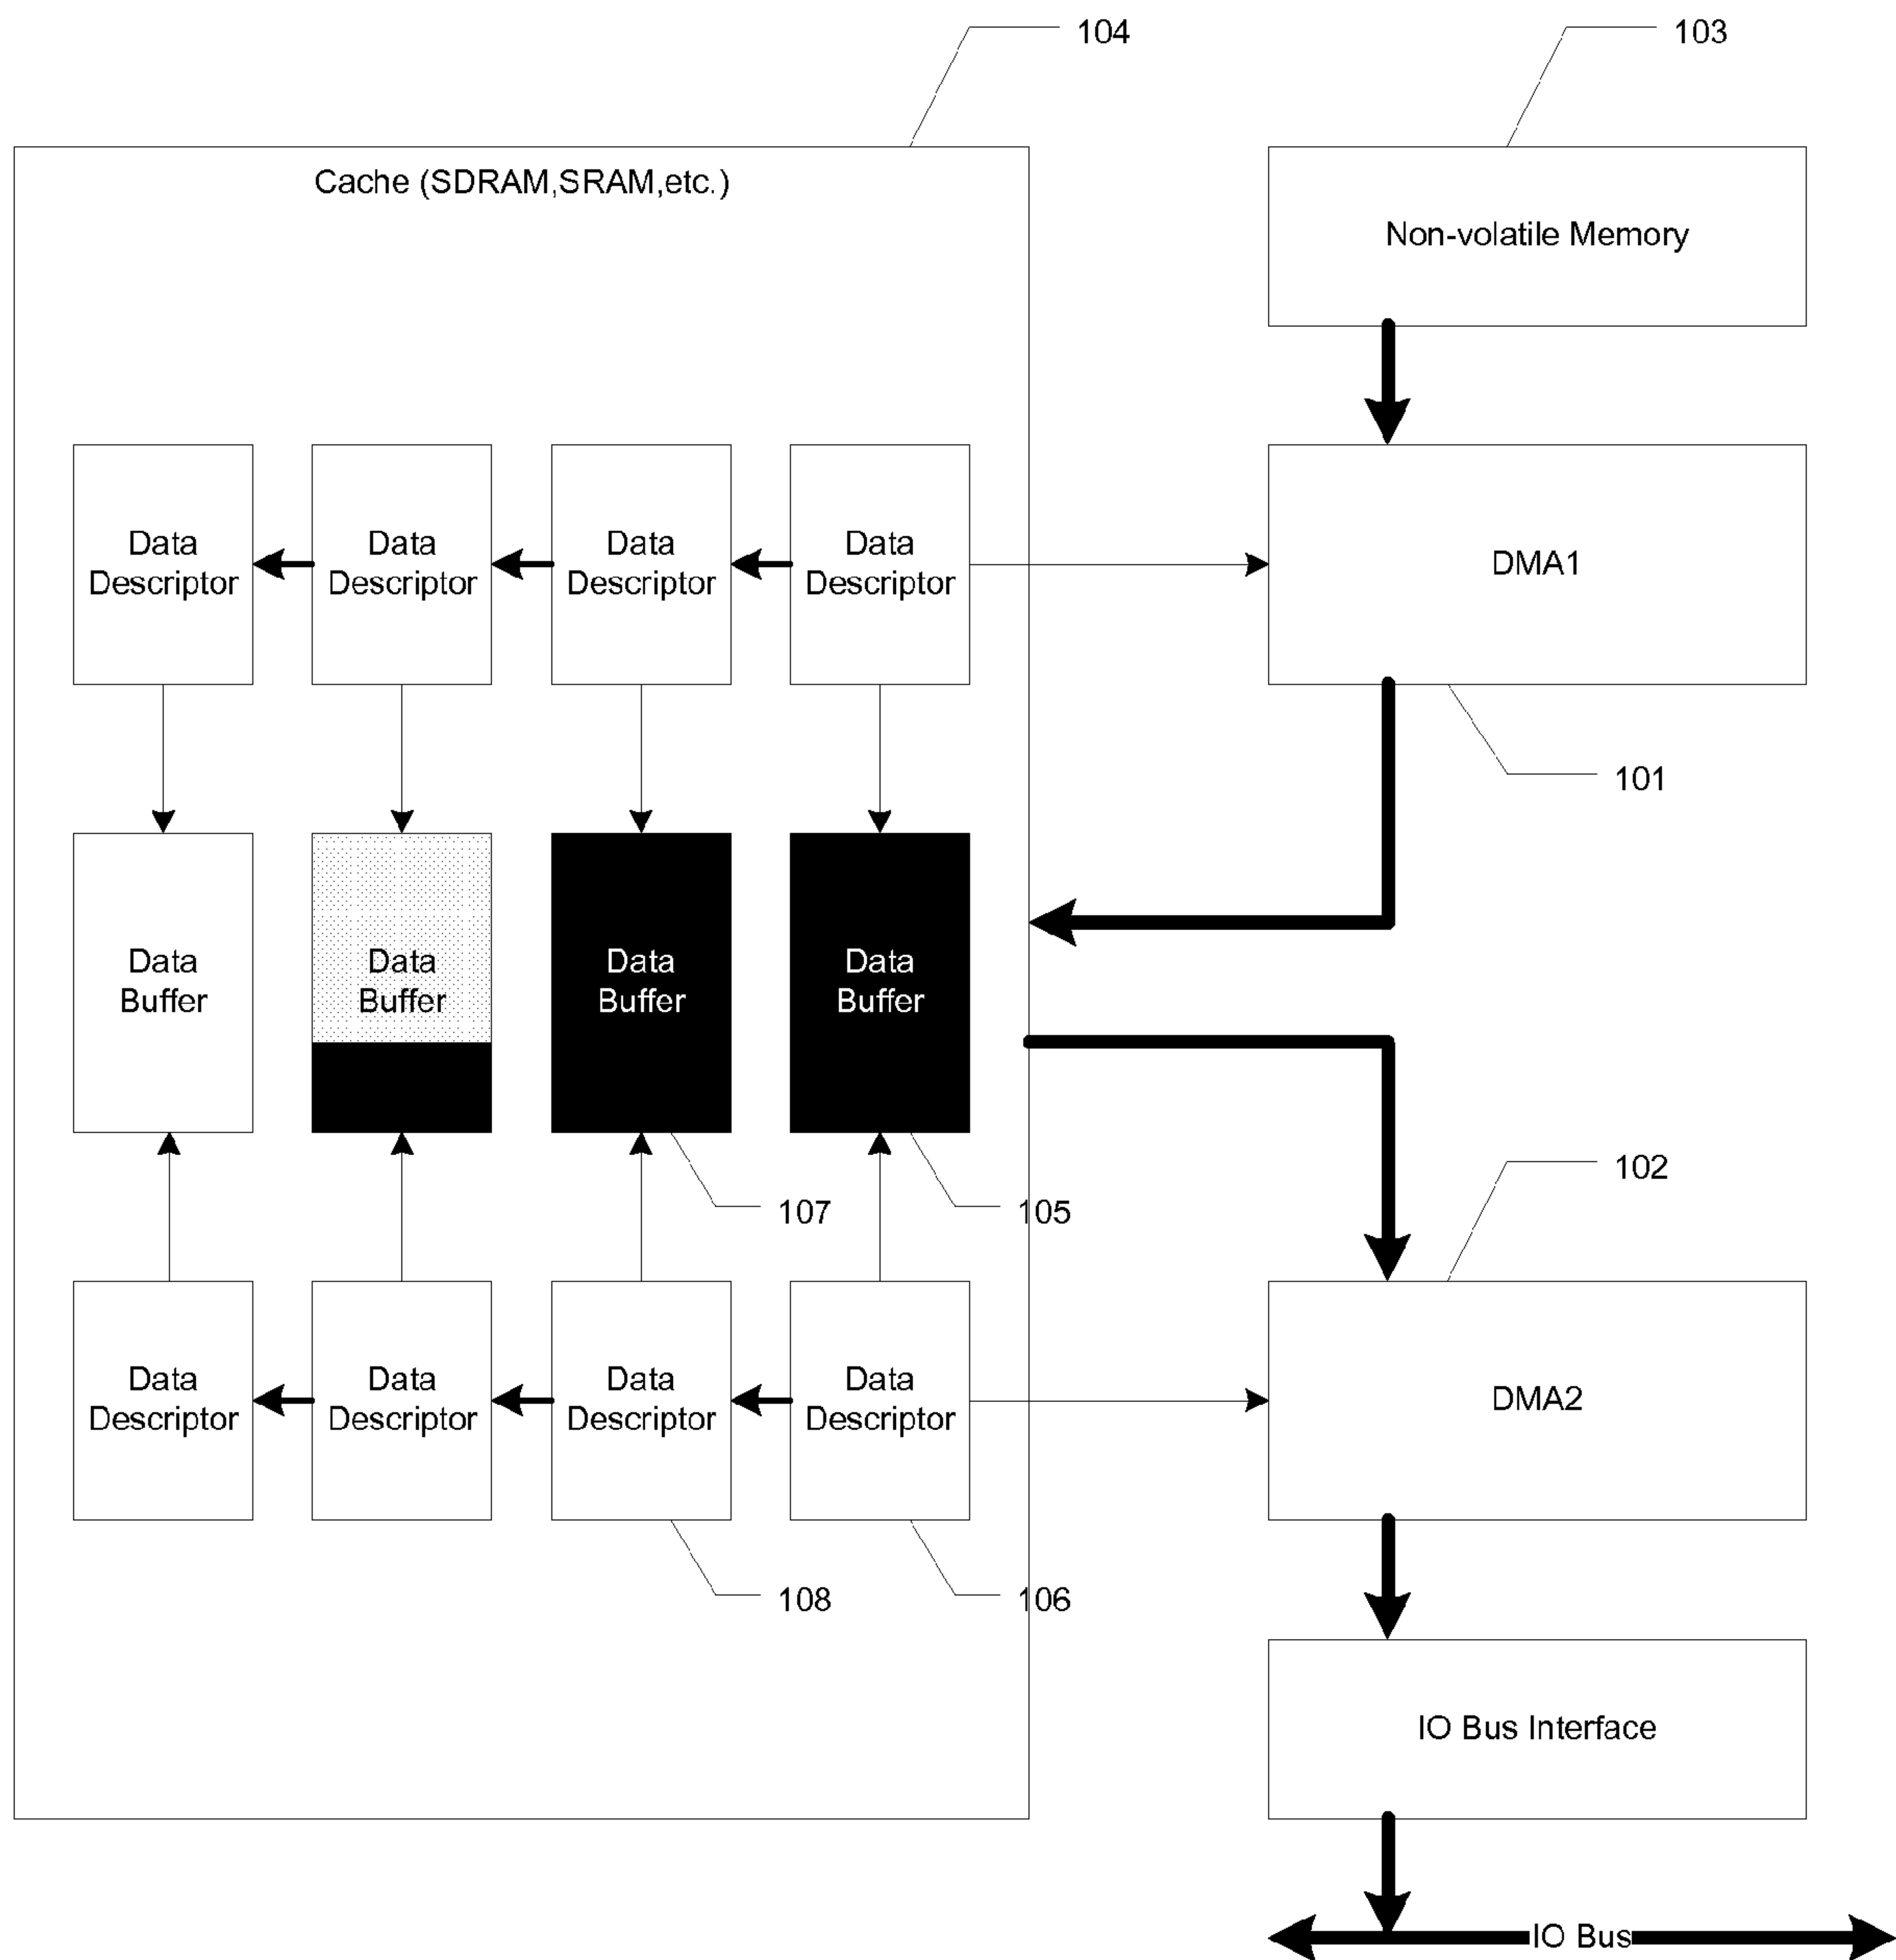 104
103
Cache (SDRAM,SRAM,etc.)
Non-volatile Memory
Data
Descriptor
Data
Descriptor
Data
Descriptor
Data
Descriptor
DMA1
101
Data
Buffer
Data
Buffer
Data
Buffer
Data
Buffer
102
107
105
Data
Descriptor
Data
Descriptor
Data
Descriptor
Data
Descriptor
DMA2
108
106
IO Bus Interface
IO Bus